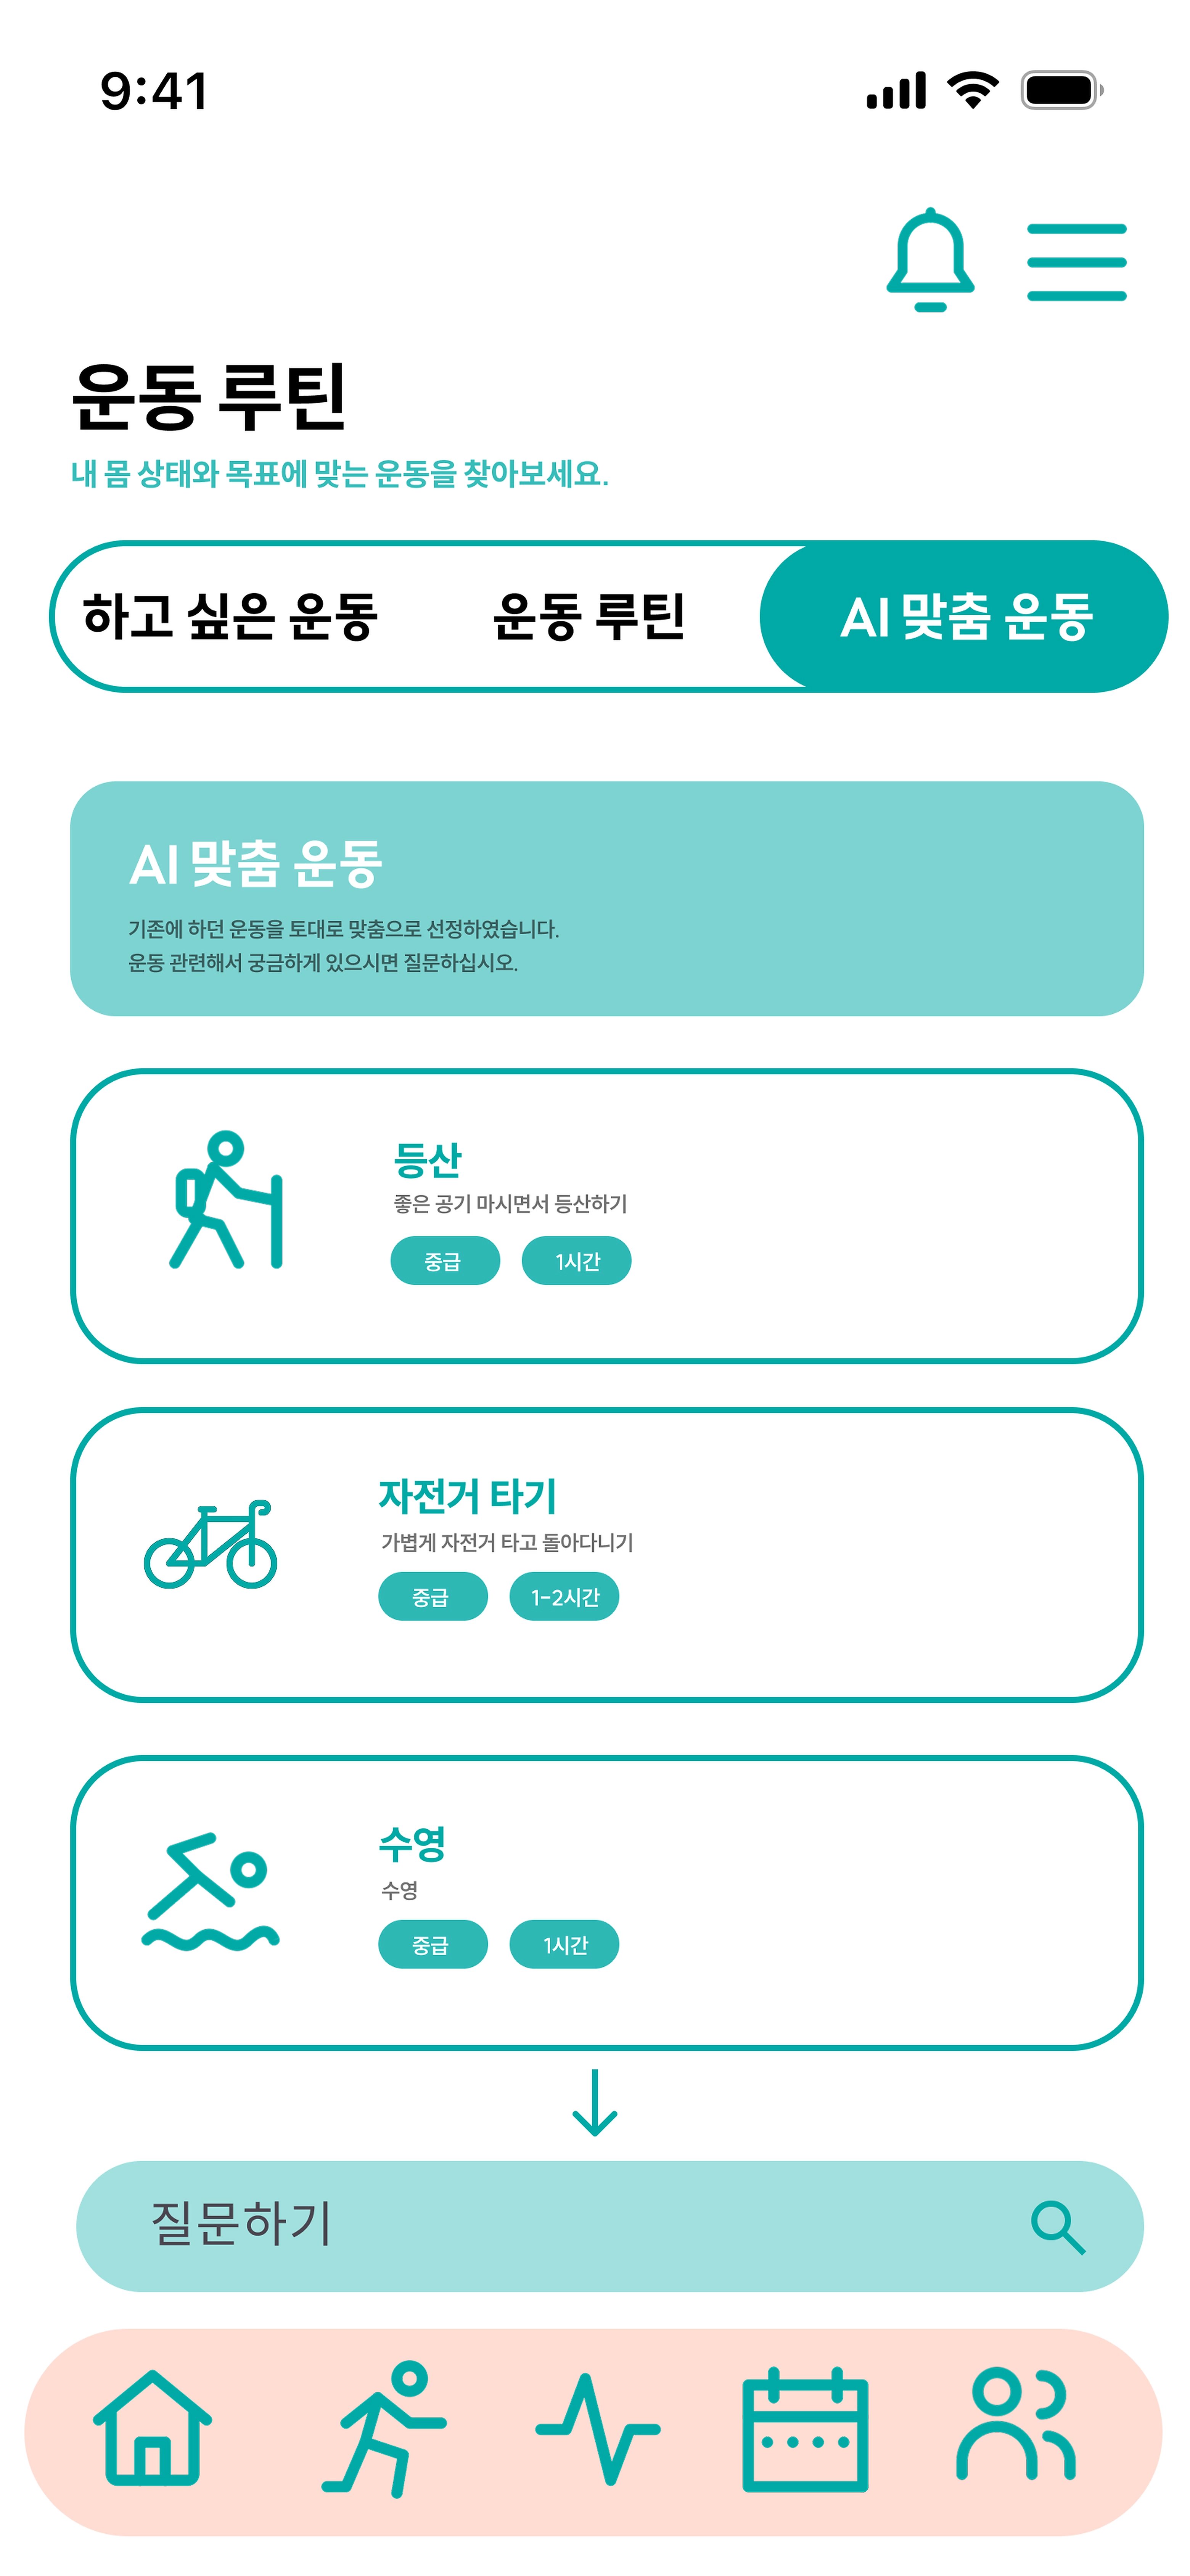 9:41
운동 루틴
내 몸 상태와 목표에 맞는 운동을 찾아보세요.
하고 싶은 운동 운동 루틴 AI 맞춤 운동
AI 맞춤 운동
기존에 하던 운동을 토대로 맞춤으로 선정하였습니다.
운동 관련해서 궁금하게 있으시면 질문하십시오.
등산
좋은 공기 마시면서 등산하기
중급 1시간
자전거 타기
가볍게 자전거 타고 돌아다니기
중급 1-2시간
수영
수영
중급 1시간
질문하기